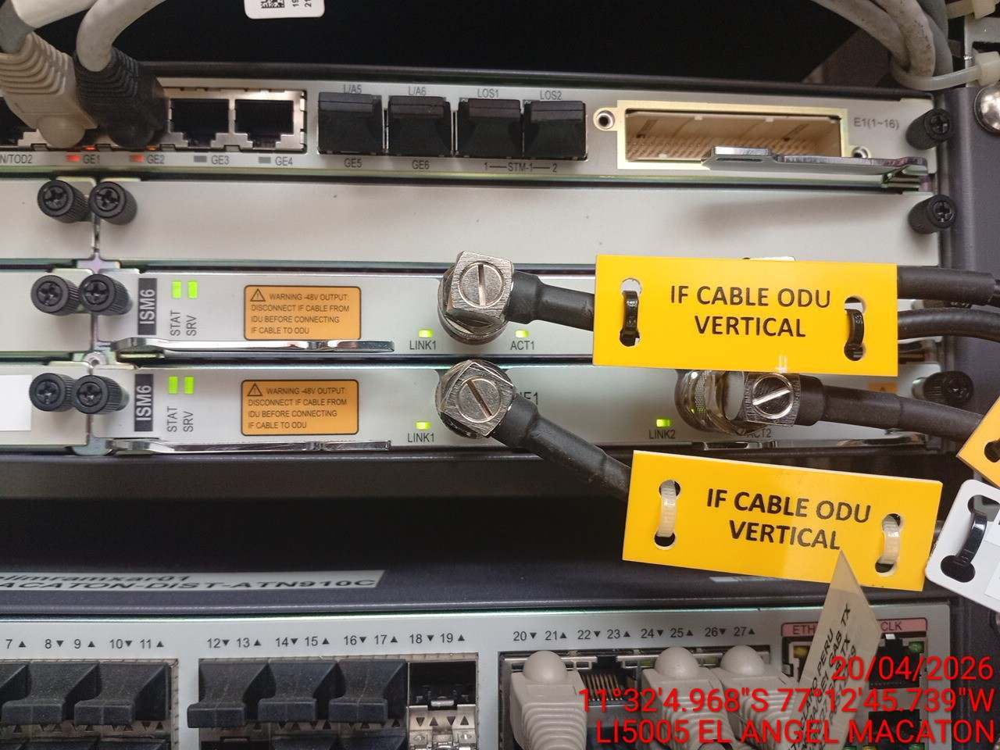 L/A5
L/A6
LOS1
LOS2
E1(1~16)
N/TOD2
GE1
GE2
GE3
GE4
GE5
GE6
1—STM-1—2
ISM6
STAT
SRV
WARNING -48V OUTPUT:
DISCONNECT IF CABLE FROM
IDU BEFORE CONNECTING
IF CABLE TO ODU
LINK1
ACT1
IF CABLE ODU
VERTICAL
ISM6
STAT
SRV
WARNING -48V OUTPUT:
DISCONNECT IF CABLE FROM
IDU BEFORE CONNECTING
IF CABLE TO ODU
LINK1
LINK2
ACT2
IF CABLE ODU
VERTICAL
ACATON-DIST-ATN910C
7▲ 8▼ 9▲ 10▼ 11▲ 12▼ 13▲ 14▼ 15▲ 16▼ 17▲ 18▼ 19▲ 20▼ 21▲ 22▼ 23▲ 24▼ 25▲ 26▼ 27▲
ETH
CLK
PERU
20/04/2026
11°32'4.968"S 77°12'45.739"W
LI5005 EL ANGEL MACATON